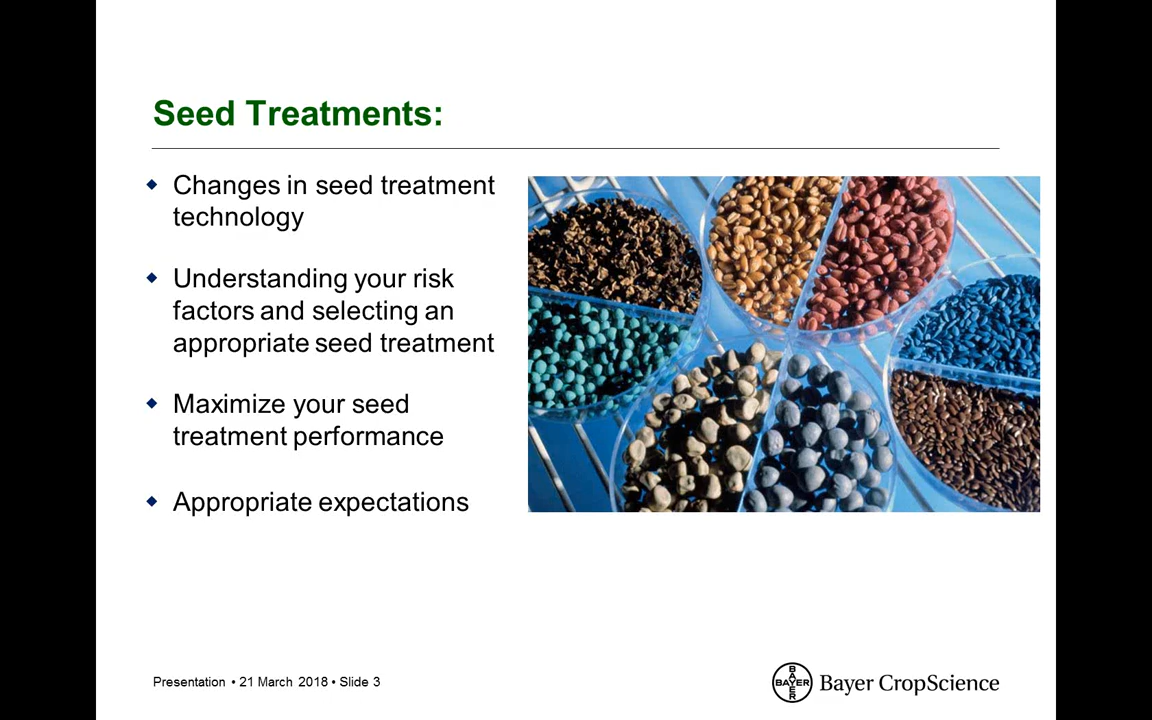 Seed Treatments:
Changes in seed treatment
technology
Understanding your risk
factors and selecting an
appropriate seed treatment
Maximize your seed
treatment performance
Appropriate expectations
Presentation • 21 March 2018 • Slide 3
BAYER
BAYER
Bayer CropScience